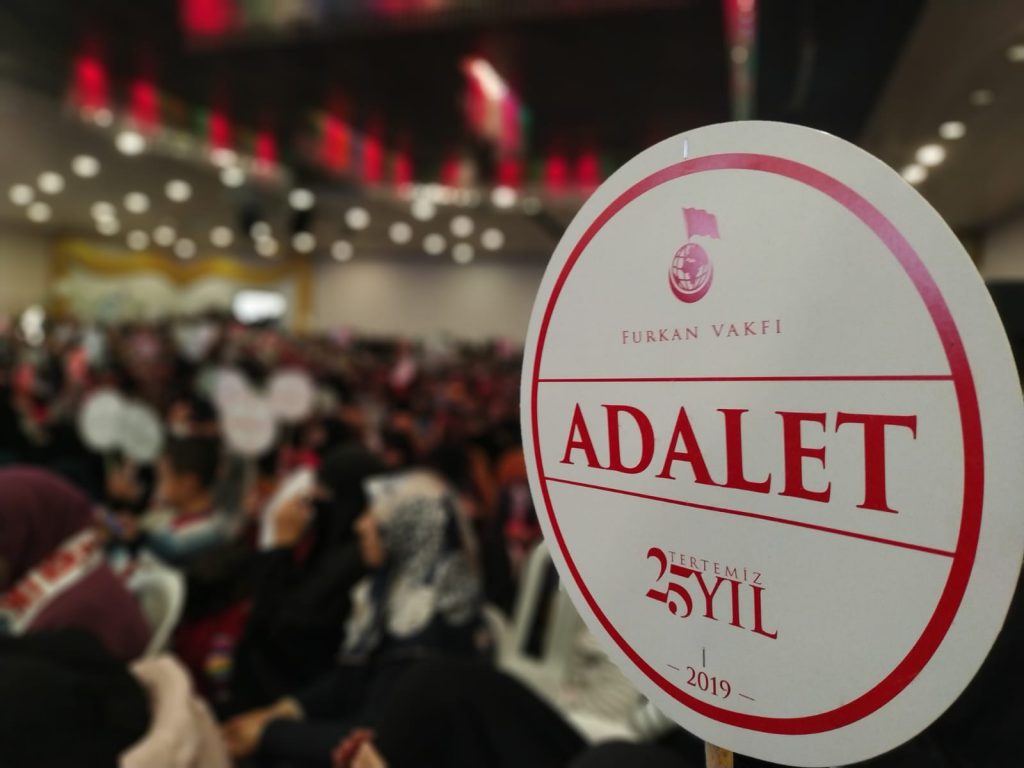 FURKAN VAKFI
ADALET
TERTEMİZ
25 YIL
- 2019 -